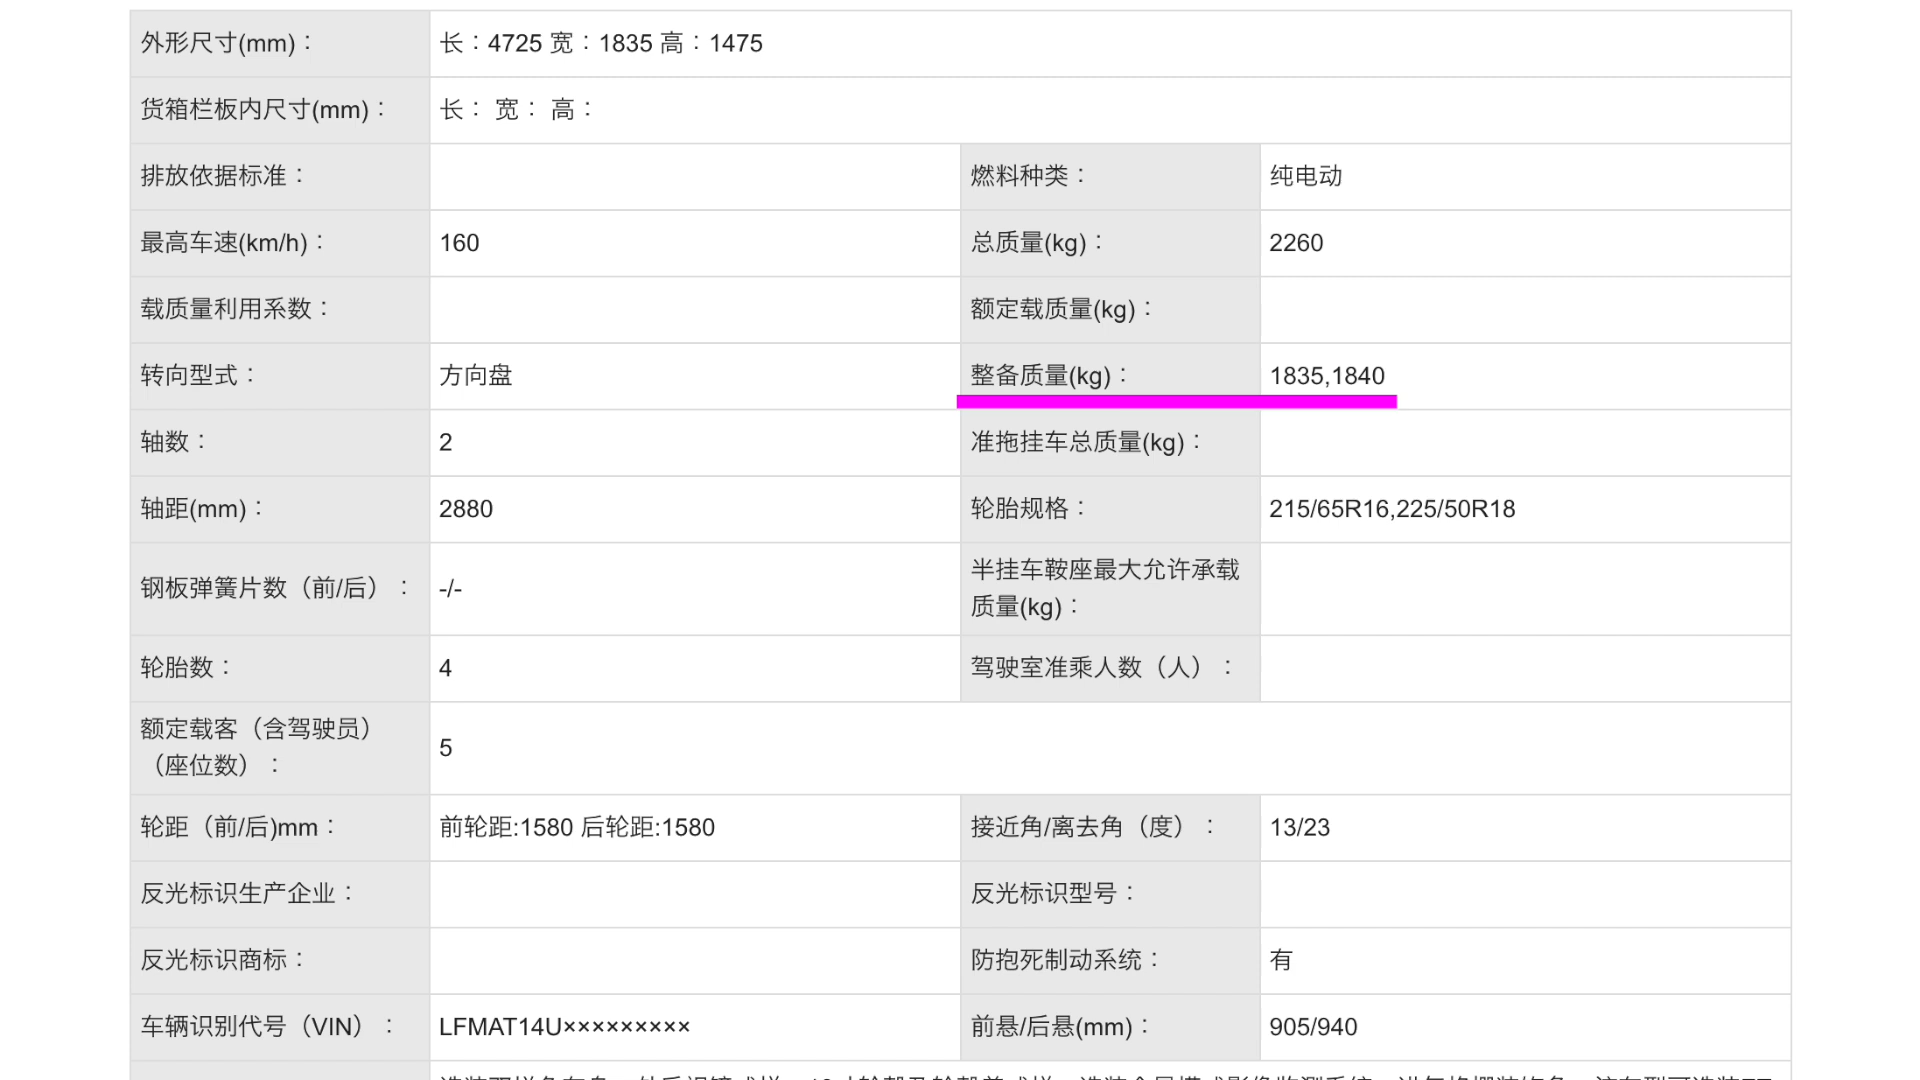 外形尺寸(mm)： 长：4725 宽：1835 高：1475
货箱栏板内尺寸(mm)： 长： 宽： 高：
排放依据标准： 燃料种类： 纯电动
最高车速(km/h)： 160 总质量(kg)： 2260
载质量利用系数： 额定载质量(kg)：
转向型式： 方向盘 整备质量(kg)： 1835,1840
轴数： 2 准拖挂车总质量(kg)：
轴距(mm)： 2880 轮胎规格： 215/65R16,225/50R18
钢板弹簧片数（前/后）： -/- 半挂车鞍座最大允许承载
质量(kg)：
轮胎数： 4 驾驶室准乘人数（人）：
额定载客（含驾驶员）
（座位数）： 5
轮距（前/后)mm： 前轮距:1580 后轮距:1580 接近角/离去角（度）： 13/23
反光标识生产企业： 反光标识型号：
反光标识商标： 防抱死制动系统： 有
车辆识别代号（VIN）： LFMAT14U××××××××× 前悬/后悬(mm)： 905/940